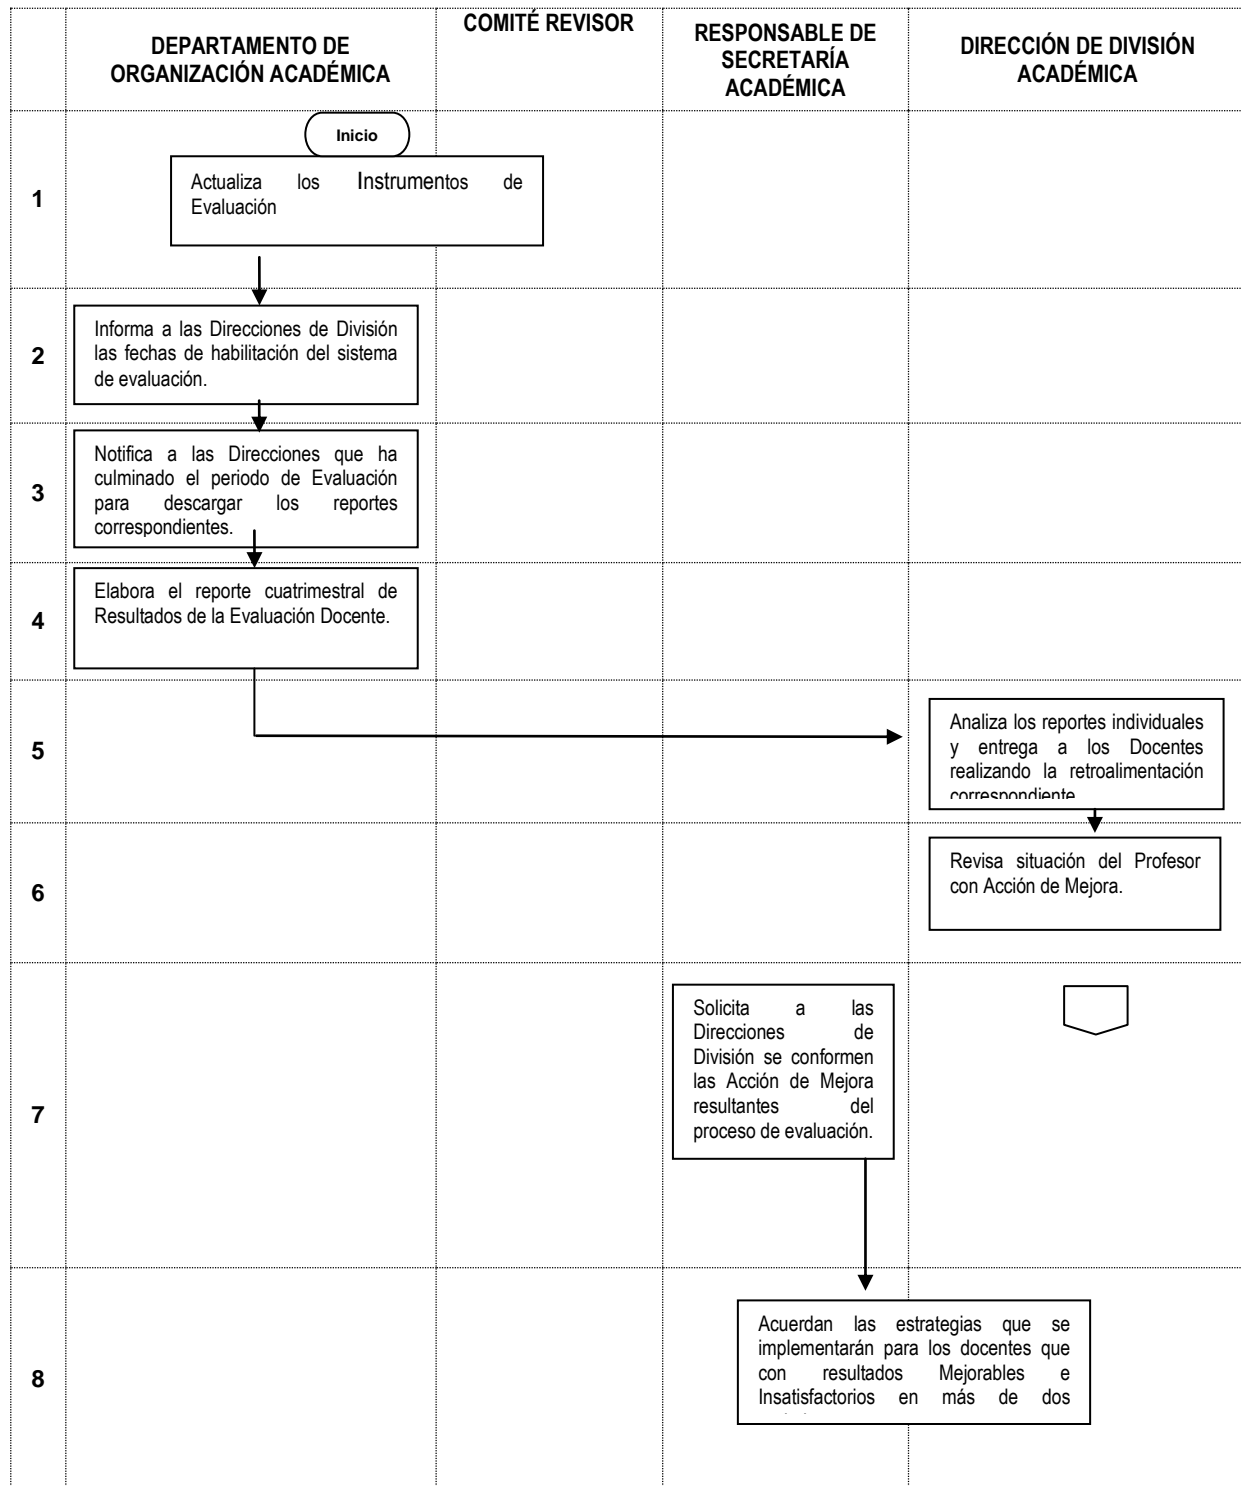 DEPARTAMENTO DE
ORGANIZACIÓN ACADÉMICA
COMITÉ REVISOR
RESPONSABLE DE
SECRETARÍA
ACADÉMICA
DIRECCIÓN DE DIVISIÓN
ACADÉMICA
Inicio
1
Actualiza los Instrumentos de
Evaluación
2
Informa a las Direcciones de División
las fechas de habilitación del sistema
de evaluación.
3
Notifica a las Direcciones que ha
culminado el periodo de Evaluación
para descargar los reportes
correspondientes.
4
Elabora el reporte cuatrimestral de
Resultados de la Evaluación Docente.
5
Analiza los reportes individuales
y entrega a los Docentes
realizando la retroalimentación
correspondiente
6
Revisa situación del Profesor
con Acción de Mejora.
7
Solicita a las
Direcciones de
División se conformen
las Acción de Mejora
resultantes del
proceso de evaluación.
8
Acuerdan las estrategias que se
implementarán para los docentes que
con resultados Mejorables e
Insatisfactorios en más de dos